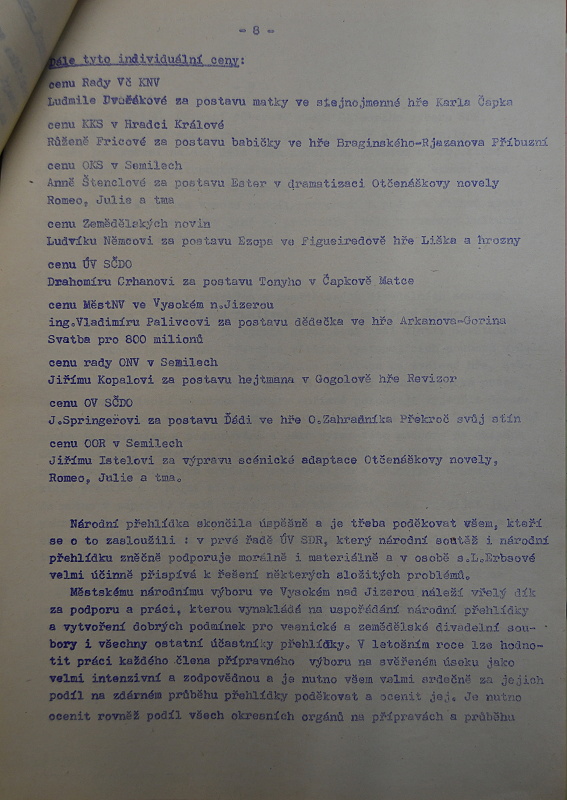 - 8 -
Dále tyto individuální ceny:
cenu Rady Vč KNV
Ludmile Dvořákové za postavu matky ve stejnojmenné hře Karla Čapka
cenu KKS v Hradci Králové
Růženě Fricové za postavu babičky ve hře Braginského-Rjazanova Příbuzní
cenu OKS v Semilech
Anně Štenclové za postavu Ester v dramatizaci Otčenáškovy novely
Romeo, Julie a tma
cenu Zemědělských novin
Ludvíku Němcovi za postavu Ezopa ve Figueiredově hře Liška a hrozny
cenu ÚV SČDO
Drahomíru Crhanovi za postavu Tonyho v Čapkově Matce
cenu MěstNV ve Vysokém n.Jizerou
ing.Vladimíru Palivcovi za postavu dědečka ve hře Arkanova-Gorina
Svatba pro 800 milionů
cenu rady ONV v Semilech
Jiřímu Kopalovi za postavu hejtmana v Gogolově hře Revizor
cenu OV SČDO
J.Springerovi za postavu Ďádi ve hře O.Zahradníka Překroč svůj stín
cenu OOR v Semilech
Jiřímu Istelovi za výpravu scénické adaptace Otčenáškovy novely,
Romeo, Julie a tma.
Národní přehlídka skončila úspěšně a je třeba poděkovat všem, kteří
se o to zasloužili : v prvé řadě ÚV SDR, který národní soutěž i národní
přehlídku zněčně podporuje morálně i materiálně a v osobě s.L.Erbsové
velmi účinně přispívá k řešení některých složitých problémů.
Městskému národnímu výboru ve Vysokém nad Jizerou náleží vřelý dík
za podporu a práci, kterou vynakládá na uspořádání národní přehlídky
a vytvoření dobrých podmínek pro vesnické a zemědělské divadelní sou-
bory i všechny ostatní účastníky přehlídky. V letošním roce lze hodno-
tit práci každého člena přípravného výboru na svěřeném úseku jako
velmi intenzivní a zodpovědnou a je nutno všem velmi srdečně za jejich
podíl na zdárném průběhu přehlídky poděkovat a ocenit jej. Je nutno
ocenit rovněž podíl všech okresních orgánů na přípravách a průběhu